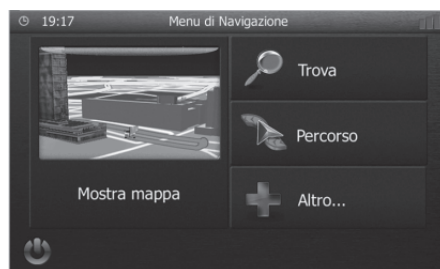 19:17 Menu di Navigazione
Trova
Percorso
Mostra mappa
Altro...